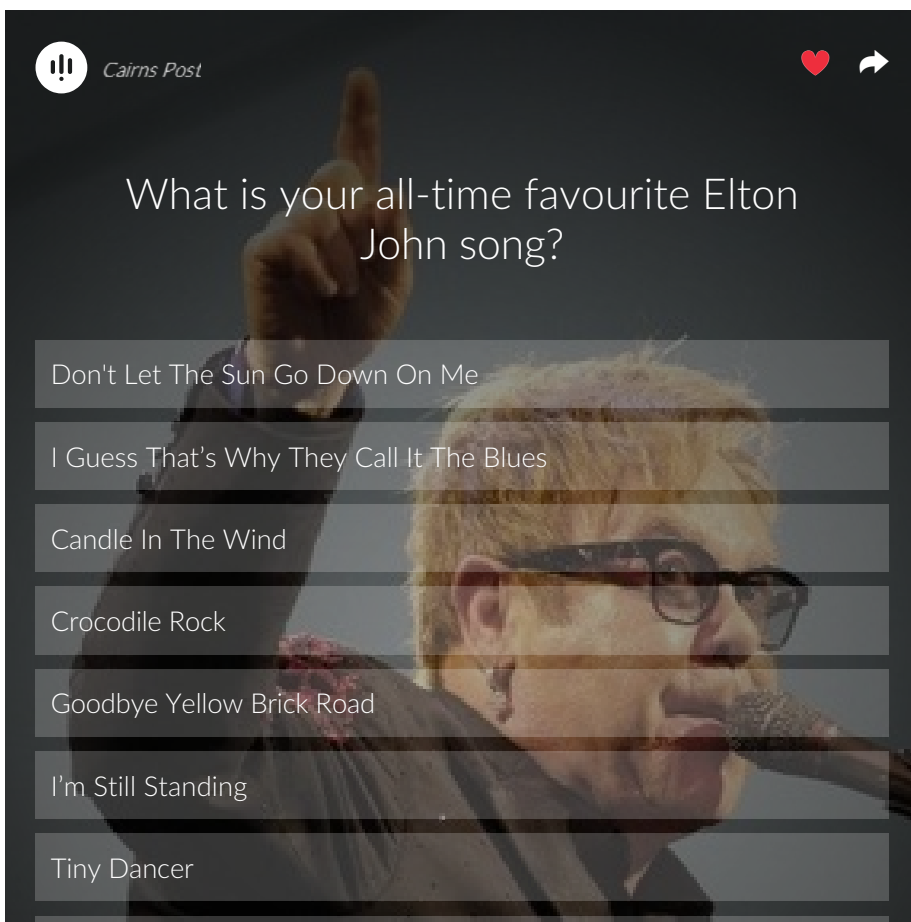 Cairns Post
What is your all-time favourite Elton
John song?
Don't Let The Sun Go Down On Me
I Guess That’s Why They Call It The Blues
Candle In The Wind
Crocodile Rock
Goodbye Yellow Brick Road
I’m Still Standing
Tiny Dancer